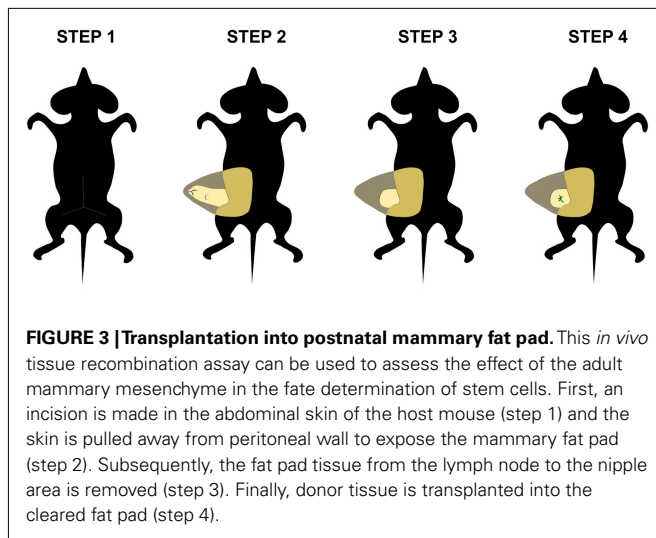 STEP 1 STEP 2 STEP 3 STEP 4
FIGURE 3 | Transplantation into postnatal mammary fat pad. This in vivo
tissue recombination assay can be used to assess the effect of the adult
mammary mesenchyme in the fate determination of stem cells. First, an
incision is made in the abdominal skin of the host mouse (step 1) and the
skin is pulled away from peritoneal wall to expose the mammary fat pad
(step 2). Subsequently, the fat pad tissue from the lymph node to the nipple
area is removed (step 3). Finally, donor tissue is transplanted into the
cleared fat pad (step 4).